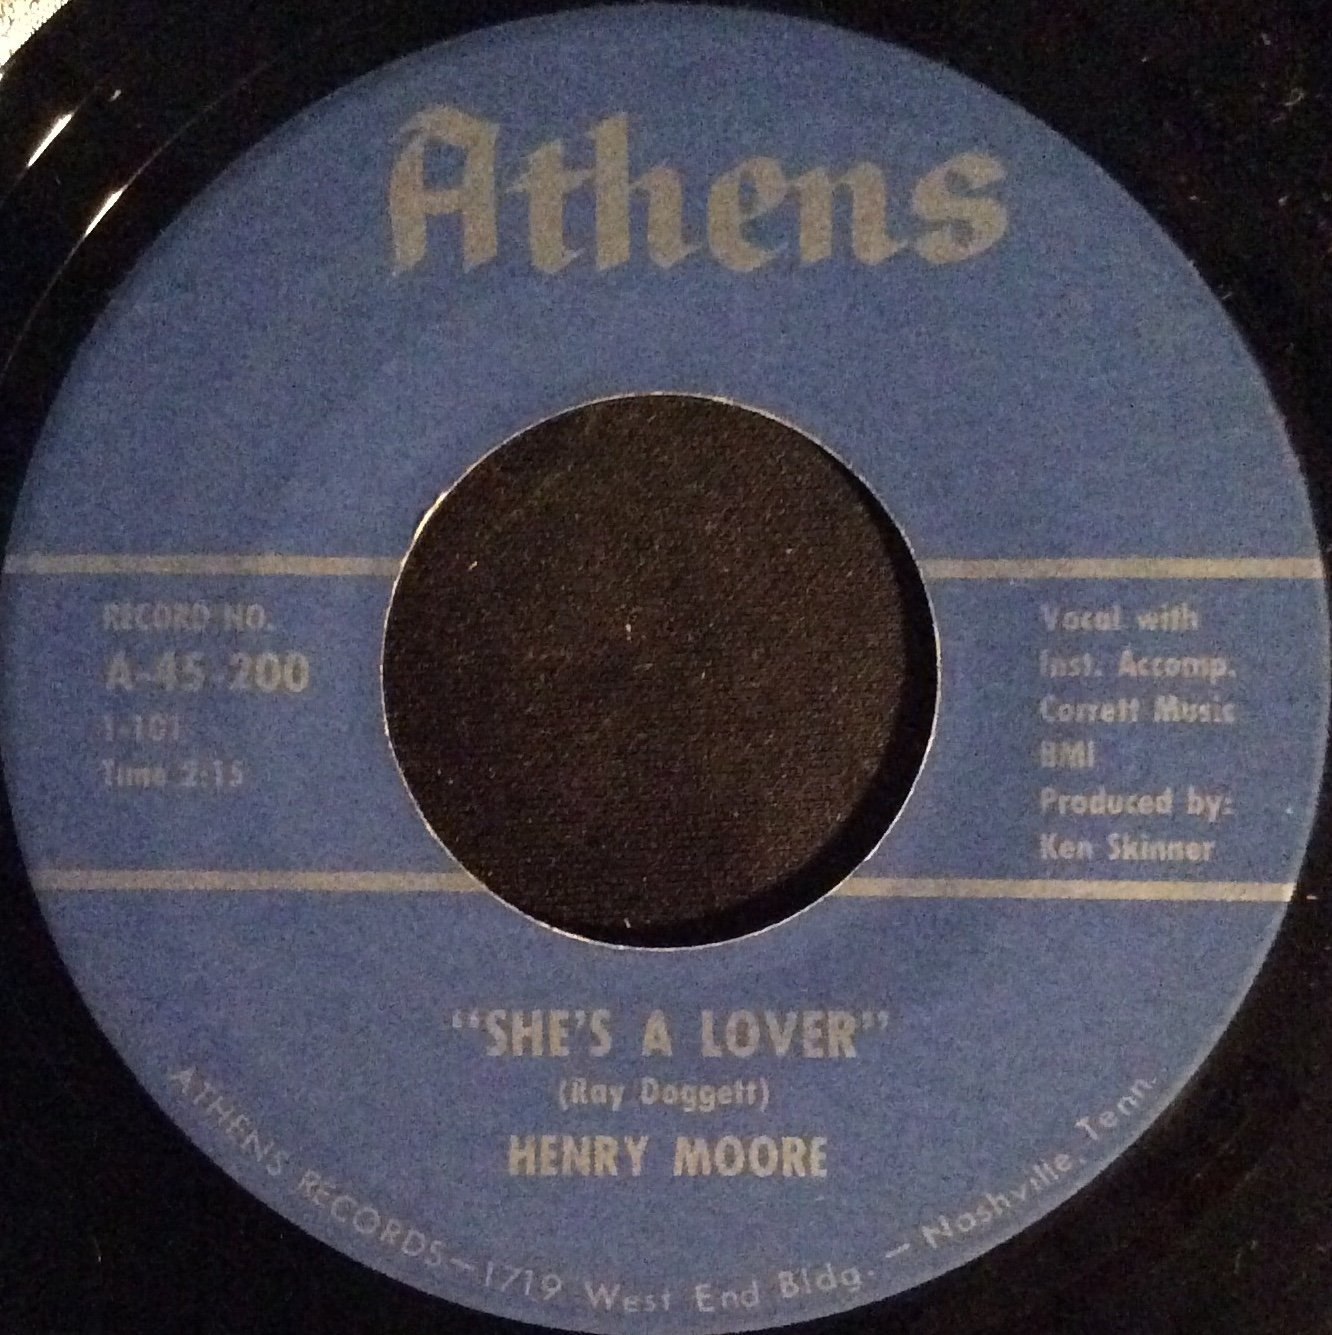 Athens
RECORD NO.
A-45-200
1-101
Time 2:15
Vocal with
Inst. Accomp.
Corrett Music
BMI
Produced by:
Ken Skinner
“SHE'S A LOVER”
(Ray Doggett)
HENRY MOORE
ATHENS RECORDS—1719 West End Bldg. — Nashville, Tenn.